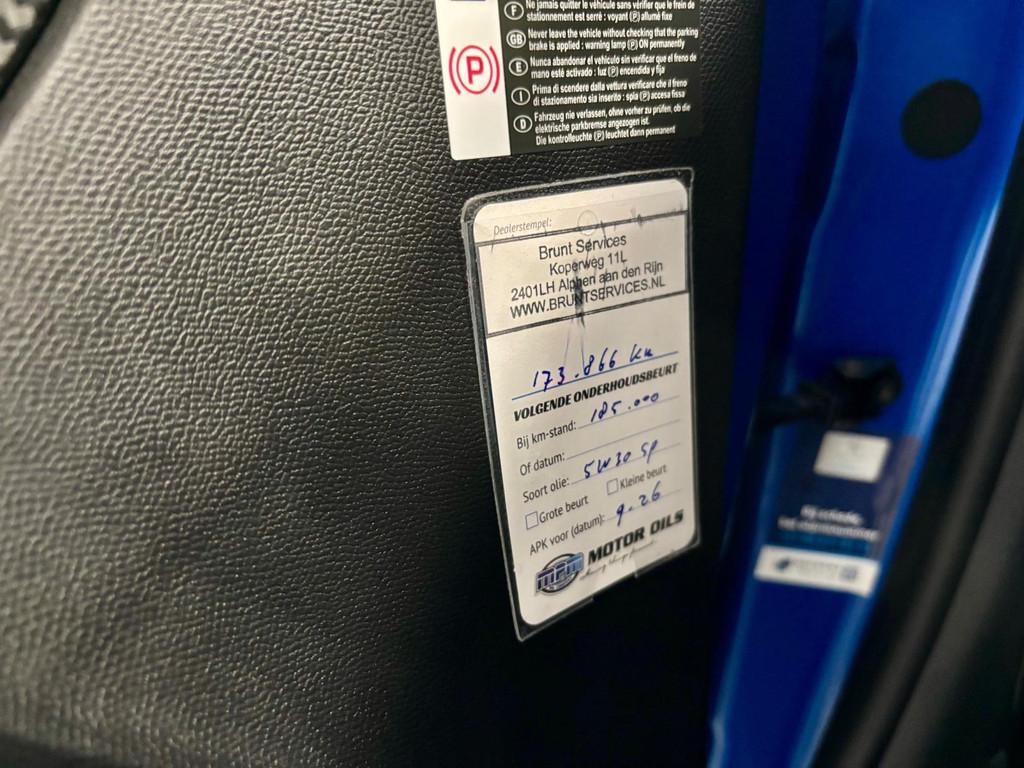 F Ne jamais quitter le véhicule sans vérifier que le frein de
stationnement est serré : voyant (P) allumé fixe
GB Never leave the vehicle without checking that the parking
brake is applied : warning lamp (P) ON permanently
E Nunca abandonar el vehículo sin verificar que el freno de
mano esté activado : luz (P) encendida y fija
I Prima di scendere dalla vettura verificare che il freno
di stazionamento sia inserito : spia (P) accesa fissa
D Fahrzeug nie verlassen, ohne vorher zu prüfen, ob die
elektrische parkbremse angezogen ist.
Die kontrolleuchte (P) leuchtet dann permanent
(P)
Dealerstempel:
Brunt Services
Koperweg 11L
2401LH Alphen aan den Rijn
WWW.BRUNTSERVICES.NL
173.866 km
VOLGENDE ONDERHOUDSBEURT
Bij km-stand: 185.000
Of datum:
Soort olie: 5W30 SP
Grote beurt Kleine beurt
APK voor (datum): 9-26
MPM MOTOR OILS